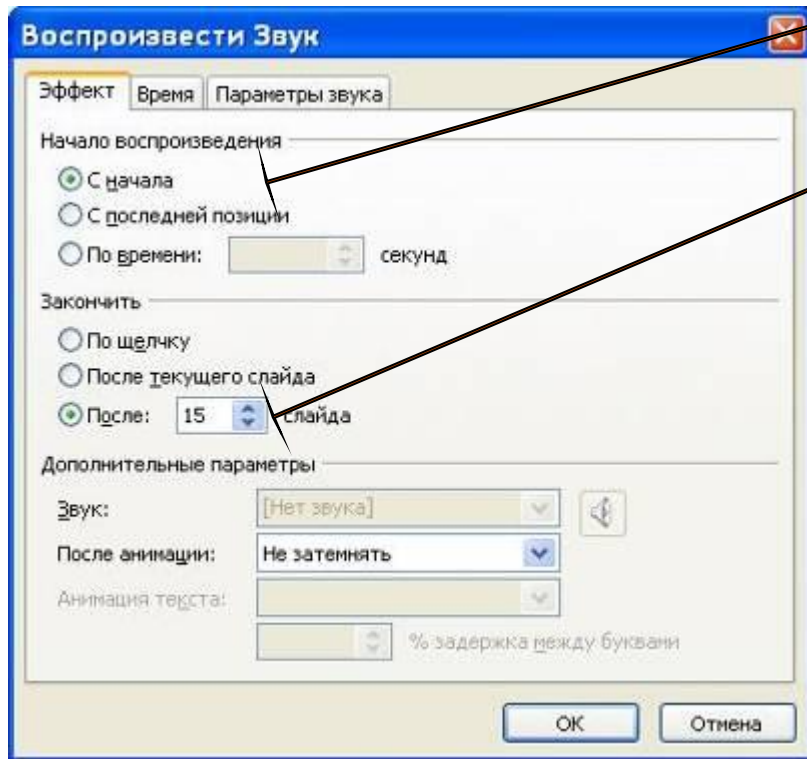 Воспроизвести Звук
Эффект Время Параметры звука
Начало воспроизведения
С начала
С последней позиции
По времени: секунд
Закончить
По щелчку
После текущего слайда
После: 15 слайда
Дополнительные параметры
Звук: [Нет звука]
После анимации: Не затемнять
Анимация текста:
% задержка между буквами
ОК Отмена